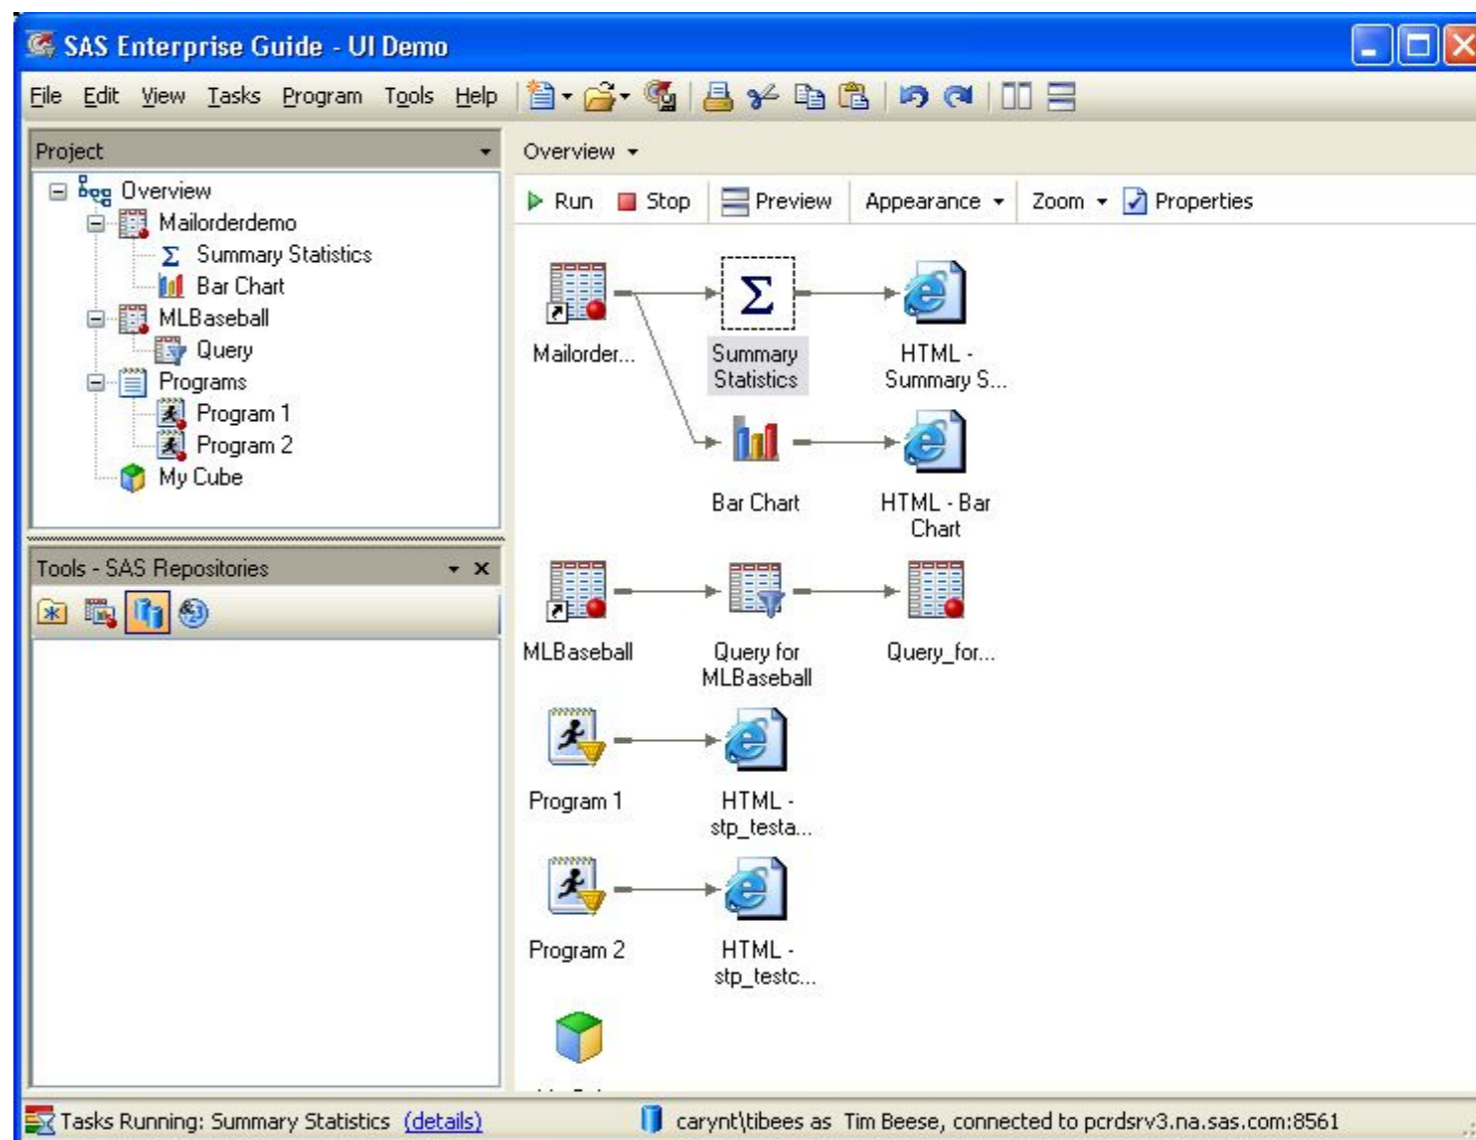 SAS Enterprise Guide - UI Demo
File Edit View Tasks Program Tools Help
Project
Overview
Mailorderdemo
Summary Statistics
Bar Chart
MLBaseball
Query
Programs
Program 1
Program 2
My Cube
Tools - SAS Repositories
Overview
Run Stop Preview Appearance Zoom Properties
Mailorder...
Summary
Statistics
HTML -
Summary S...
Bar Chart
HTML - Bar
Chart
MLBaseball
Query for
MLBaseball
Query_for...
Program 1
HTML -
stp_testa...
Program 2
HTML -
stp_testc...
Tasks Running: Summary Statistics (details)
carynt\tibees as Tim Beese, connected to pcrdsrv3.na.sas.com:8561